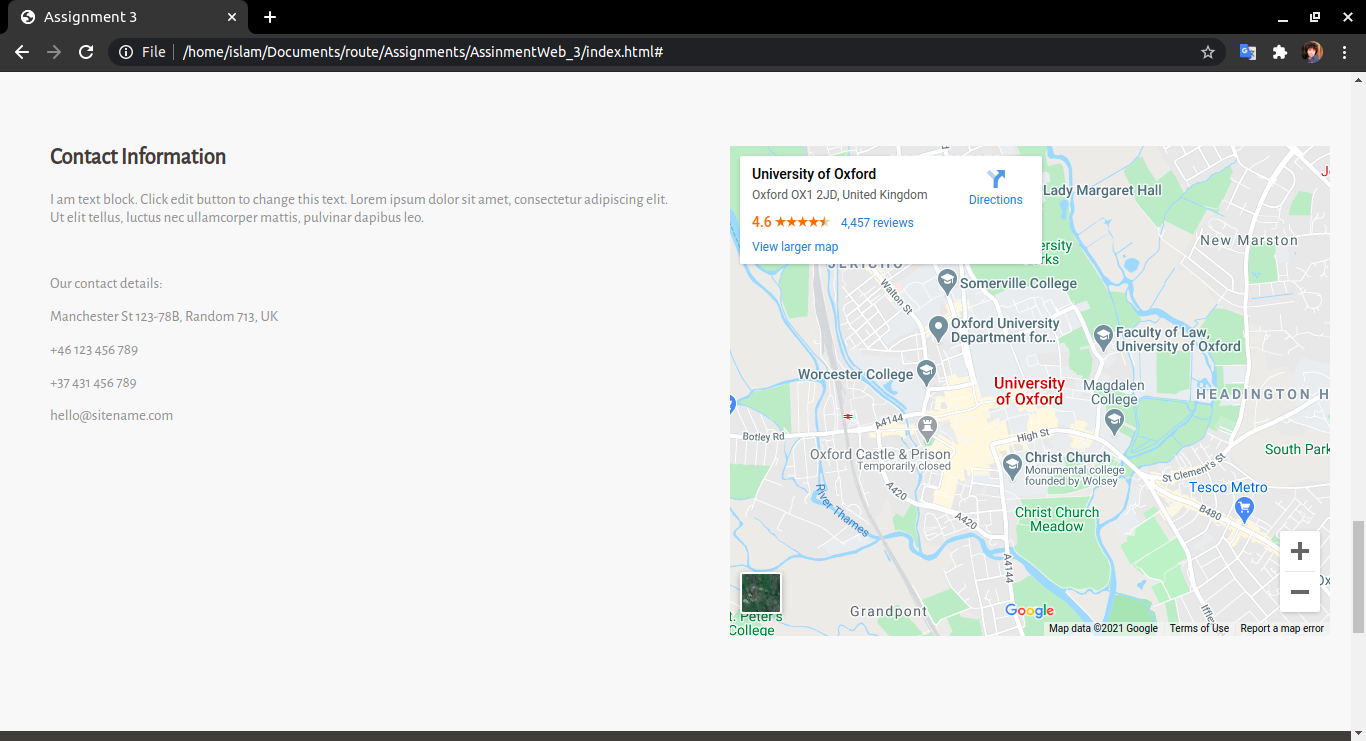 Assignment 3
File
/home/islam/Documents/route/Assignments/AssinmentWeb_3/index.html#
Contact Information
I am text block. Click edit button to change this text. Lorem ipsum dolor sit amet, consectetur adipiscing elit.
Ut elit tellus, luctus nec ullamcorper mattis, pulvinar dapibus leo.
Our contact details:
Manchester St 123-78B, Random 713, UK
+46 123 456 789
+37 431 456 789
hello@sitename.com
University of Oxford
Oxford OX1 2JD, United Kingdom
4.6
4,457 reviews
View larger map
Directions
Lady Margaret Hall
New Marston
ersity
rks
JERICHO
Walton St
Somerville College
Oxford University
Department for...
Faculty of Law,
University of Oxford
Worcester College
University
of Oxford
Magdalen
College
HEADINGTON H
A4144
Botley Rd
High St
Oxford Castle & Prison
Temporarily closed
Christ Church
Monumental college
founded by Wolsey
South Park
St Clement's St
Tesco Metro
A420
River Thames
B480
Christ Church
Meadow
A420
A4144
Ox
Iffle
Grandpont
t. Peter's
College
Google
Map data ©2021 Google
Terms of Use
Report a map error